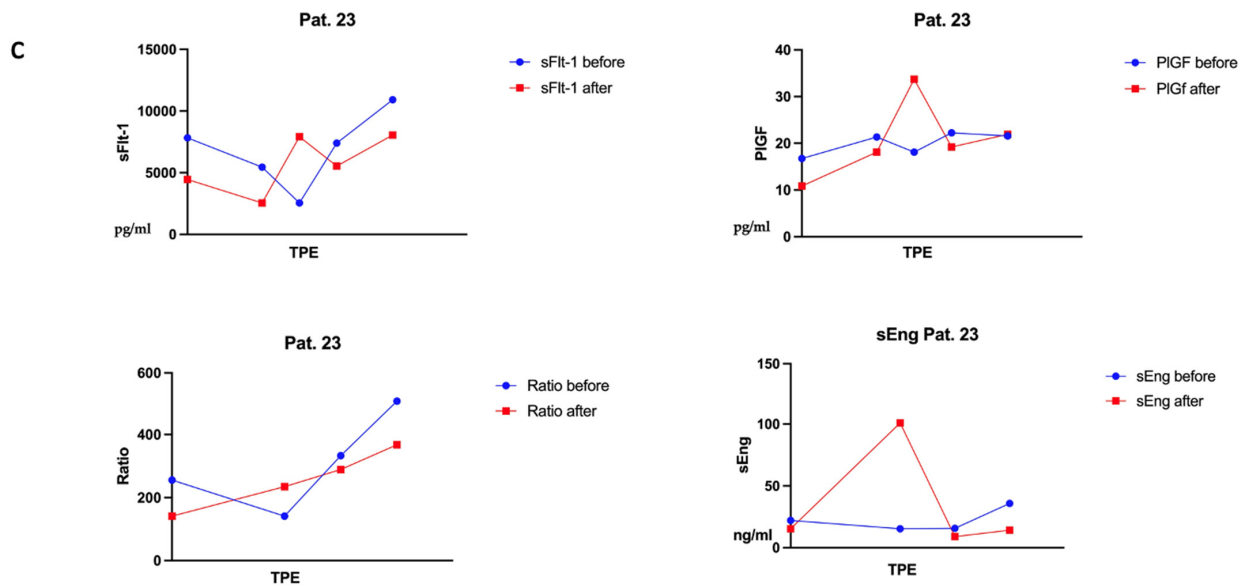 C
Pat. 23
15000
10000
5000
0
sFlt-1
pg/ml
TPE
sFlt-1 before
sFlt-1 after
Pat. 23
40
30
20
10
0
PlGF
pg/ml
TPE
PlGF before
PlGf after
Pat. 23
600
400
200
0
Ratio
TPE
Ratio before
Ratio after
sEng Pat. 23
150
100
50
0
sEng
ng/ml
TPE
sEng before
sEng after